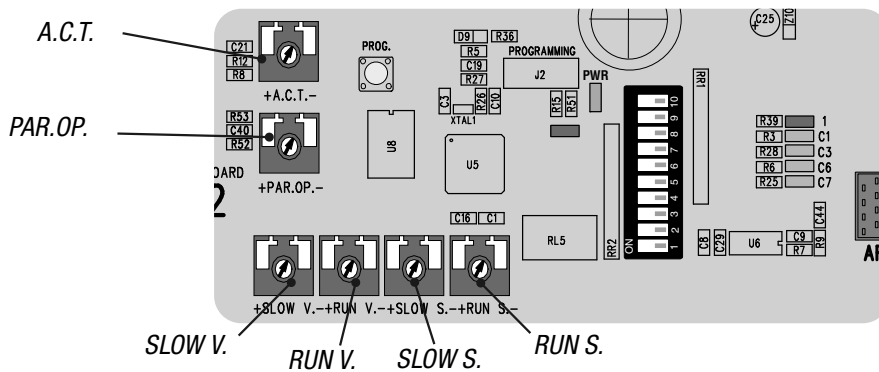 A.C.T.
PAR.OP.
C21
R12
R8
+A.C.T.-
R53
C40
R52
+PAR.OP.-
OARD
2
PROG.
U8
D9
R36
R5
C19
R27
C3
R26
C10
XTAL1
U5
C16
C1
PROGRAMMING
J2
PWR
R15
R51
RL5
RR2
10
9
8
7
6
5
4
3
2
1
ON
RR1
C25
Z10
R39
1
R3
C1
R28
C3
R6
C6
R25
C7
C44
C8
C29
U6
C9
R7
R9
AF
+SLOW V.-+RUN V.-+SLOW S.-+RUN S.-
SLOW V.
RUN V.
SLOW S.
RUN S.